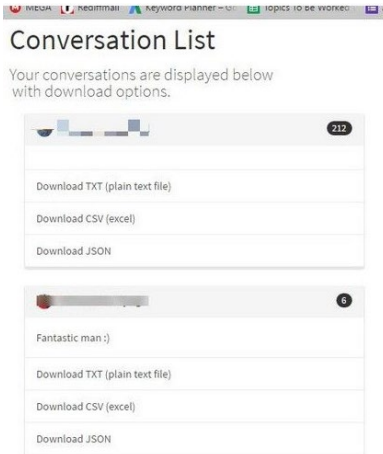 MEGA Rediffmail Keyword Planner – Topics To Be Worked
Conversation List
Your conversations are displayed below
with download options.
212
Download TXT (plain text file)
Download CSV (excel)
Download JSON
6
Fantastic man :)
Download TXT (plain text file)
Download CSV (excel)
Download JSON